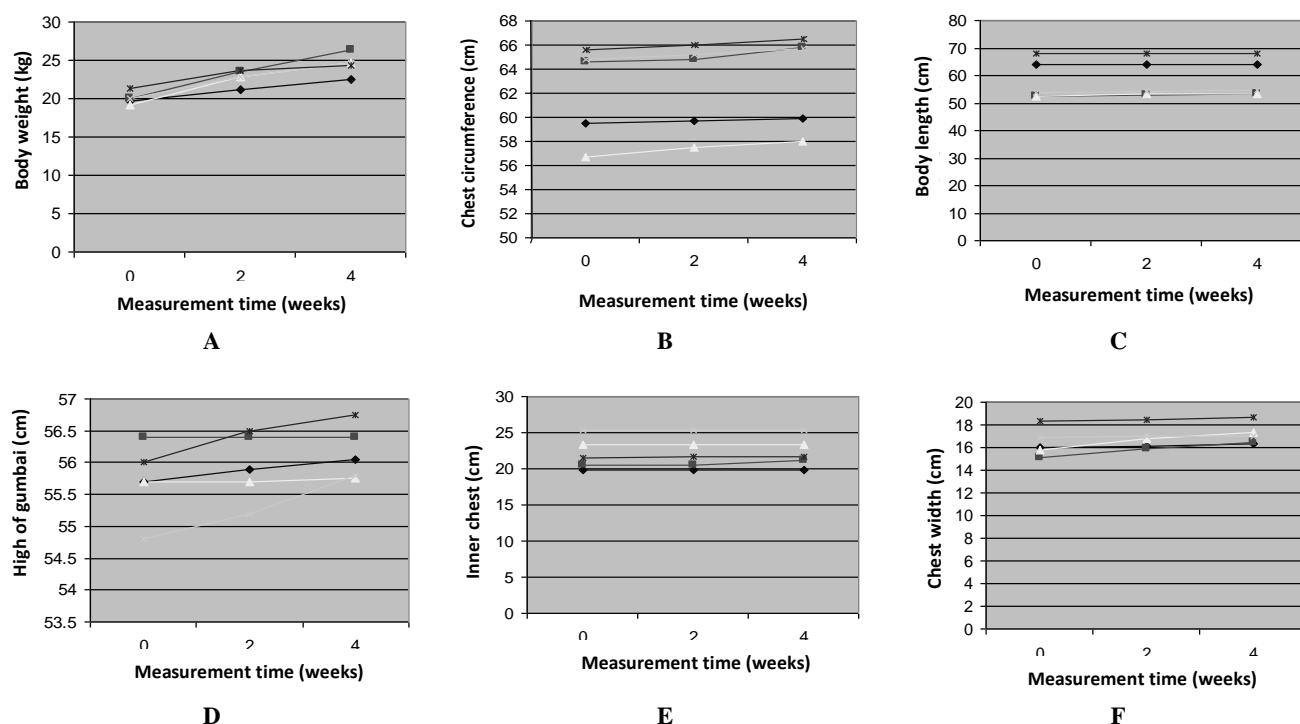 Body weight (kg)
30
25
20
15
10
5
0
0 2 4
Measurement time (weeks)
A
Chest circumference (cm)
68
66
64
62
60
58
56
54
52
50
0 2 4
Measurement time (weeks)
B
Body length (cm)
80
70
60
50
40
30
20
10
0
0 2 4
Measurement time (weeks)
C
High of gumbai (cm)
57
56.5
56
55.5
55
54.5
54
53.5
0 2 4
Measurement time (weeks)
D
Inner chest (cm)
30
25
20
15
10
5
0
0 2 4
Measurement time (weeks)
E
Chest width (cm)
20
18
16
14
12
10
8
6
4
2
0
0 2 4
Measurement time (weeks)
F